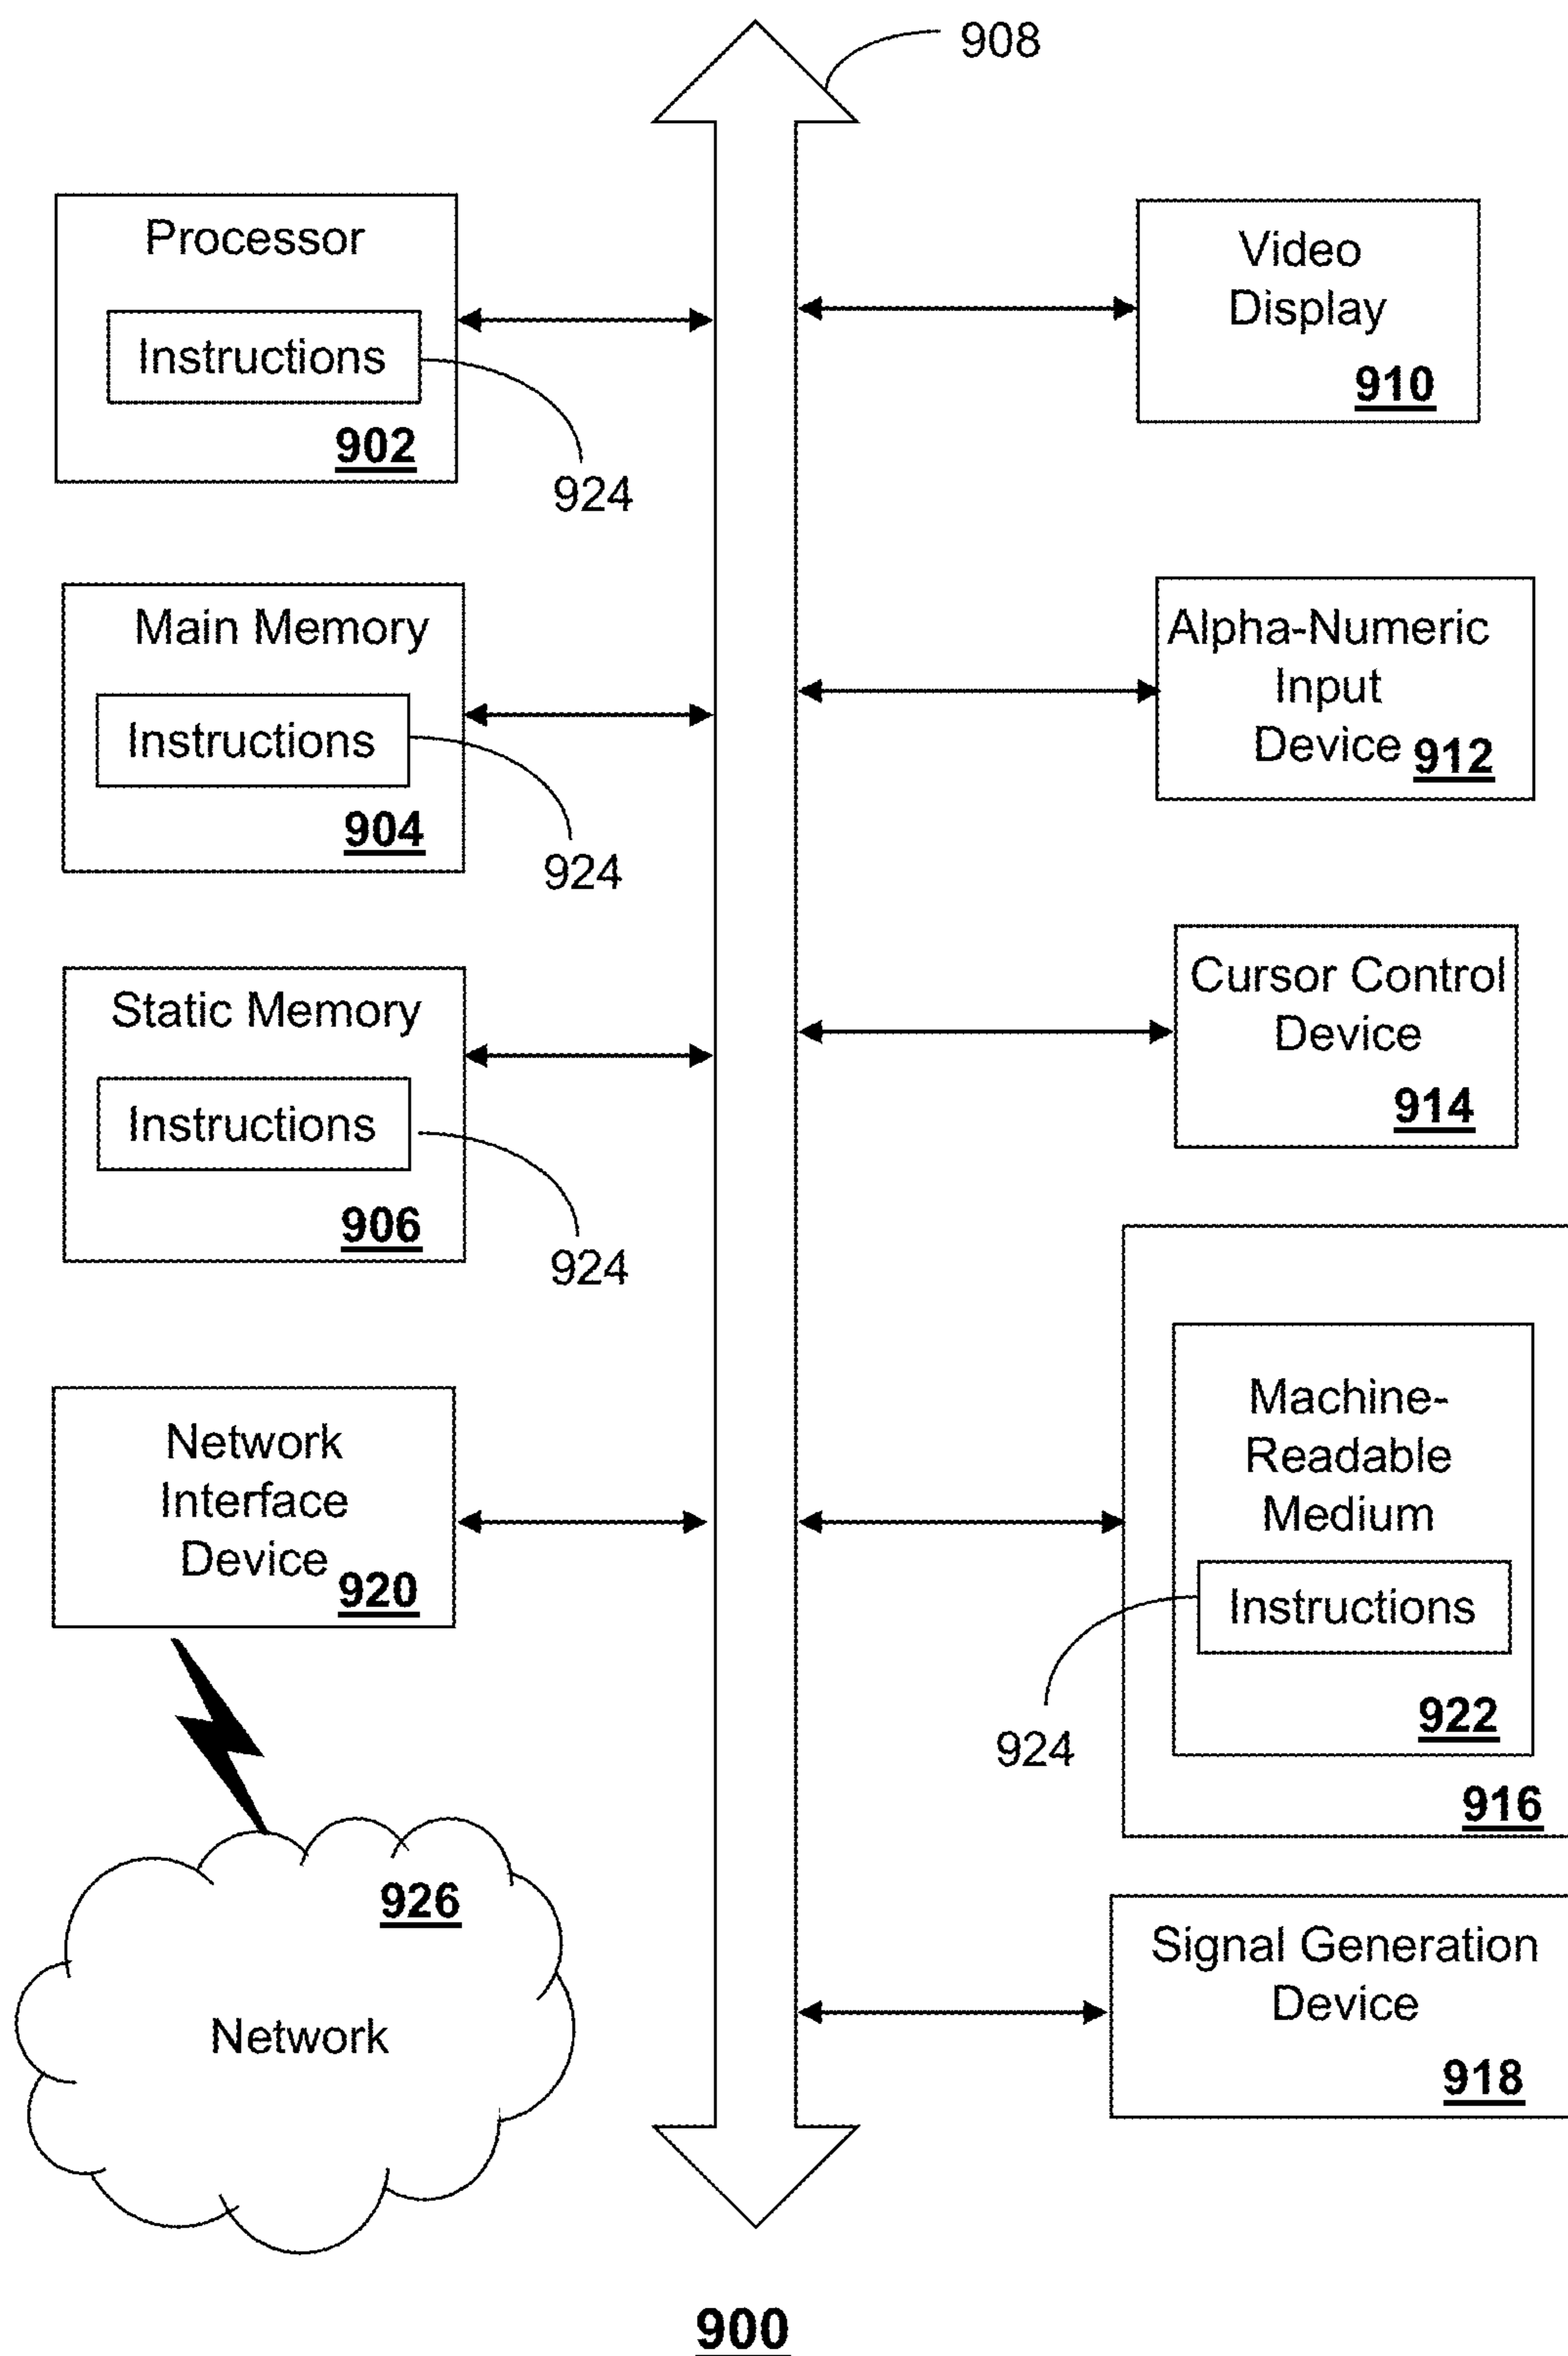 908
Processor
Instructions
902
924
Main Memory
Instructions
904
924
Static Memory
Instructions
906
924
Network
Interface
Device
920
926
Network
Video
Display
910
Alpha-Numeric
Input
Device
912
Cursor Control
Device
914
Machine-
Readable
Medium
Instructions
922
924
916
Signal Generation
Device
918
900